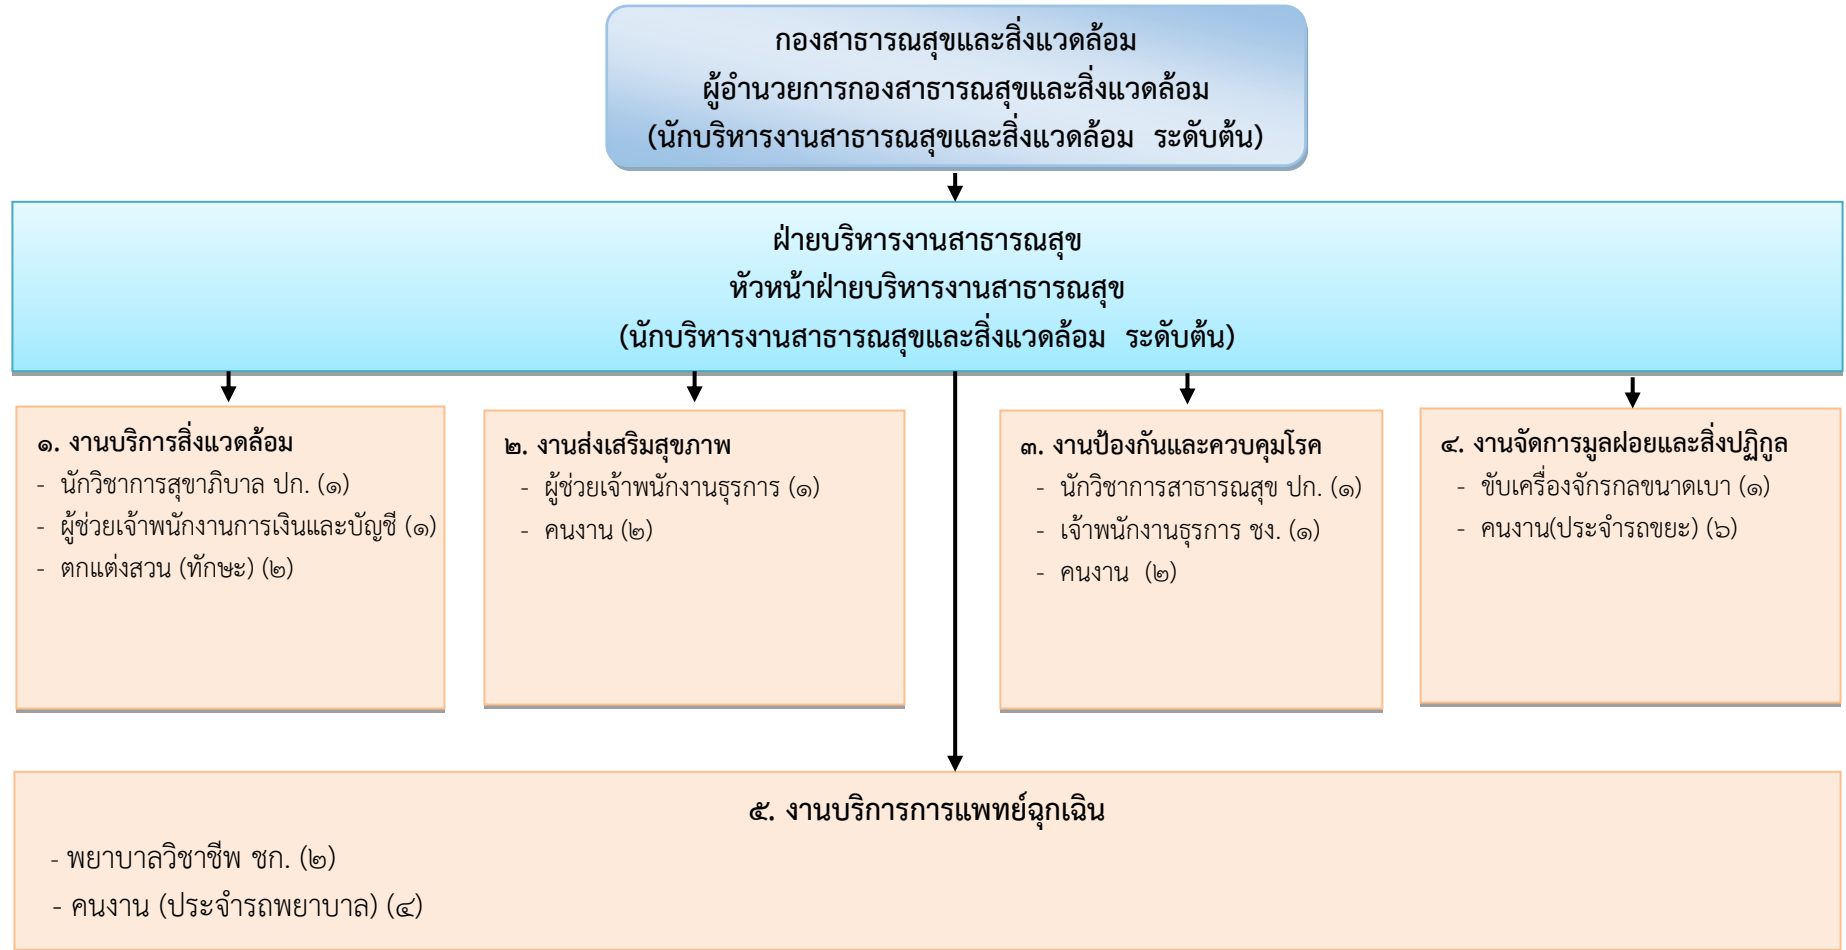 กองสาธารณสุขและสิ่งแวดล้อม
ผู้อำนวยการกองสาธารณสุขและสิ่งแวดล้อม
(นักบริหารงานสาธารณสุขและสิ่งแวดล้อม ระดับต้น)
ฝ่ายบริหารงานสาธารณสุข
หัวหน้าฝ่ายบริหารงานสาธารณสุข
(นักบริหารงานสาธารณสุขและสิ่งแวดล้อม ระดับต้น)
๑. งานบริการสิ่งแวดล้อม
- นักวิชาการสุขาภิบาล ปก. (๑)
- ผู้ช่วยเจ้าพนักงานการเงินและบัญชี (๑)
- ตกแต่งสวน (ทักษะ) (๒)
๒. งานส่งเสริมสุขภาพ
- ผู้ช่วยเจ้าพนักงานธุรการ (๑)
- คนงาน (๒)
๓. งานป้องกันและควบคุมโรค
- นักวิชาการสาธารณสุข ปก. (๑)
- เจ้าพนักงานธุรการ ชง. (๑)
- คนงาน (๒)
๔. งานจัดการมูลฝอยและสิ่งปฏิกูล
- ขับเครื่องจักรกลขนาดเบา (๑)
- คนงาน(ประจำรถขยะ) (๖)
๕. งานบริการการแพทย์ฉุกเฉิน
- พยาบาลวิชาชีพ ชก. (๒)
- คนงาน (ประจำรถพยาบาล) (๔)